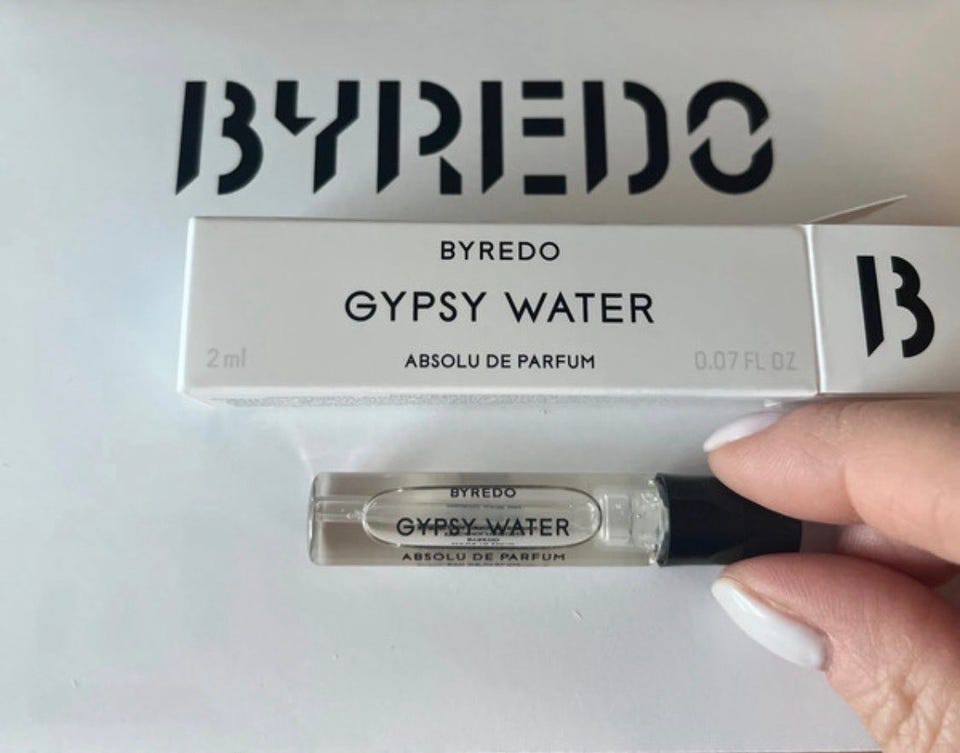 BYREDO
BYREDO
GYPSY WATER
2 ml
ABSOLU DE PARFUM
0.07 FL OZ
B
BYREDO
GYPSY WATER
ABSOLU DE PARFUM